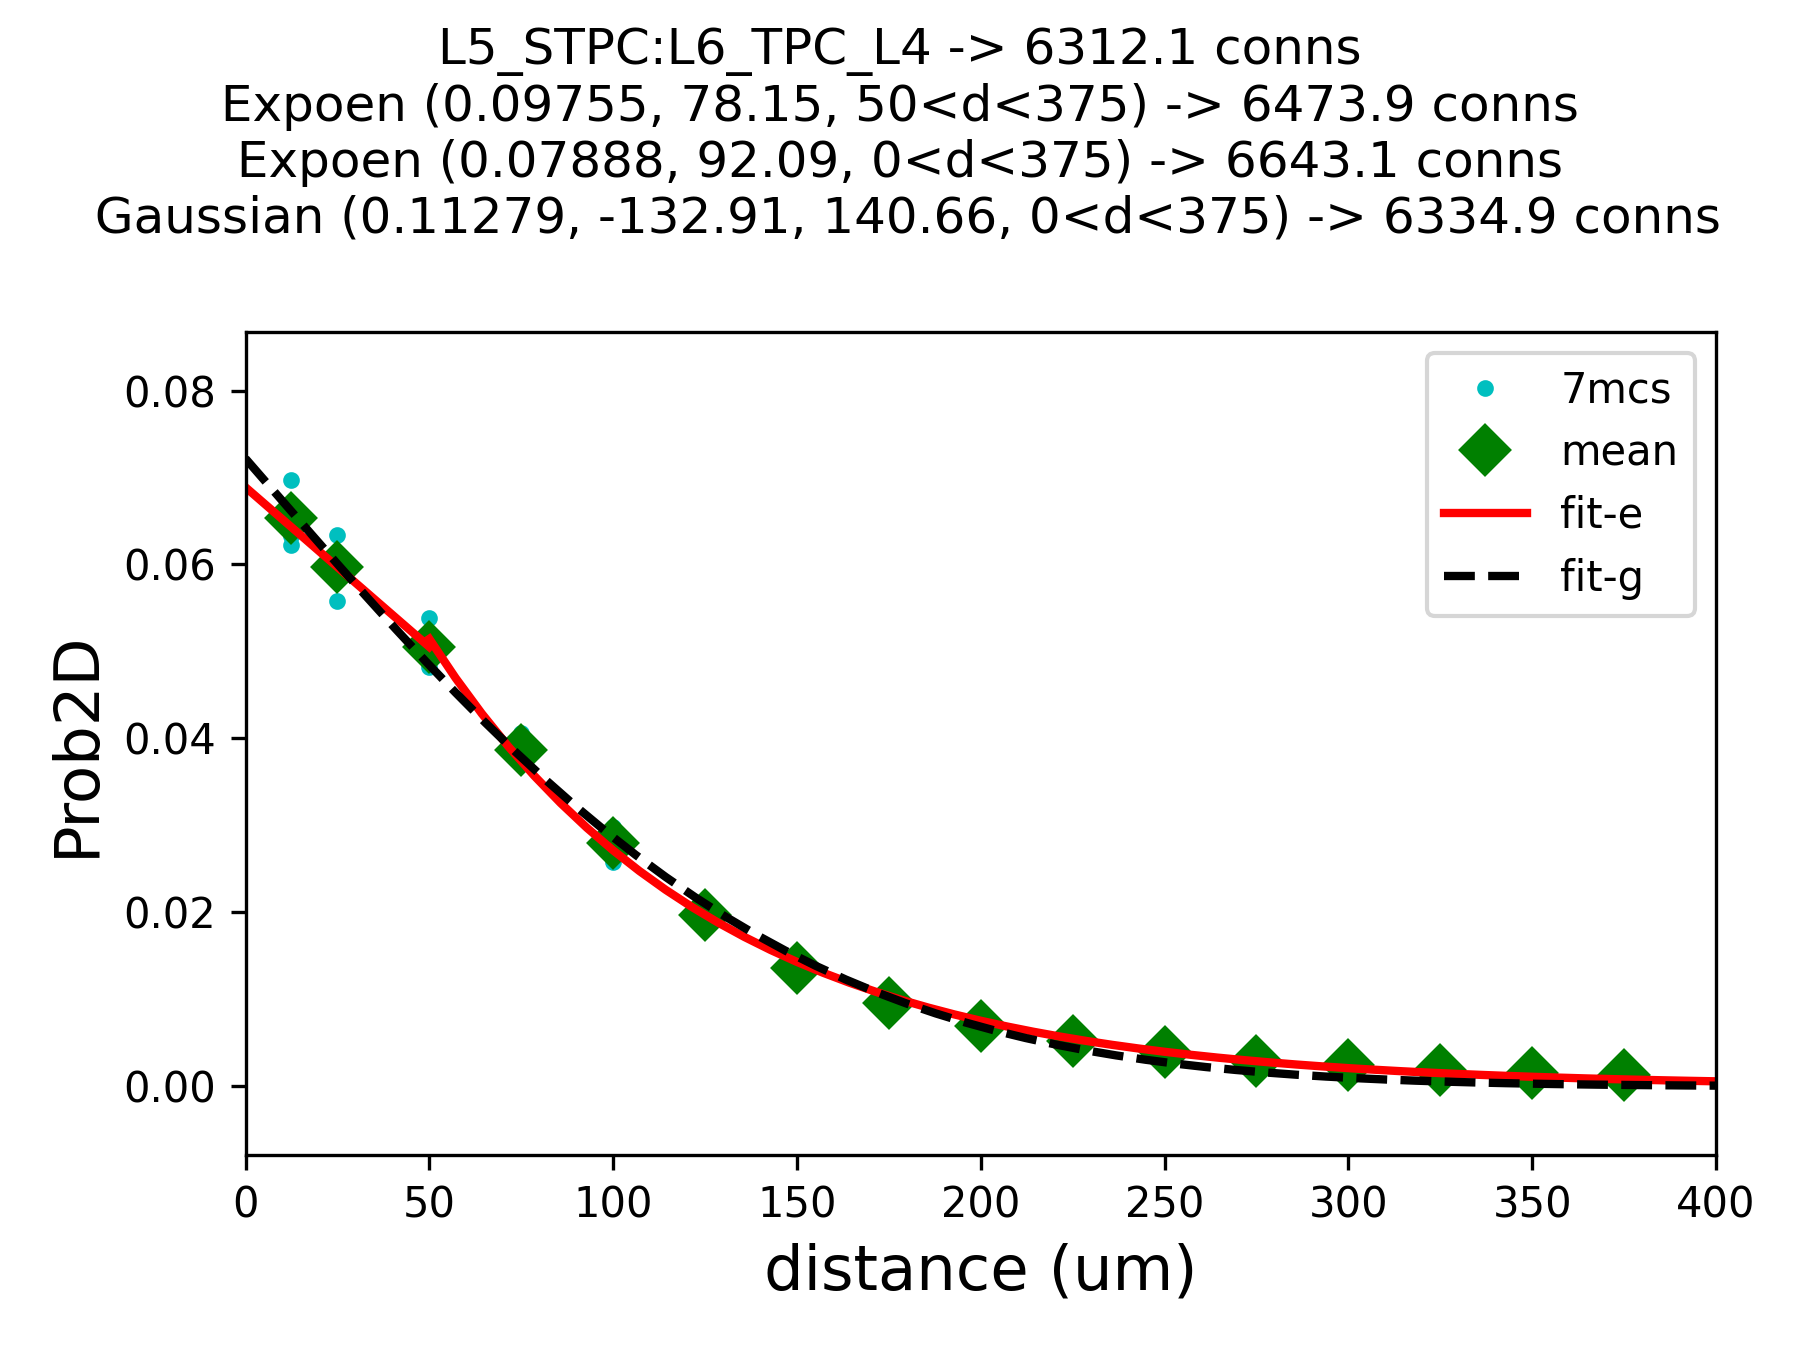 L5_STPC:L6_TPC_L4 -> 6312.1 conns
Expoen (0.09755, 78.15, 50<d<375) -> 6473.9 conns
Expoen (0.07888, 92.09, 0<d<375) -> 6643.1 conns
Gaussian (0.11279, -132.91, 140.66, 0<d<375) -> 6334.9 conns
7mcs
mean
fit-e
fit-g
Prob2D
0.08
0.06
0.04
0.02
0.00
0 50 100 150 200 250 300 350 400
distance (um)